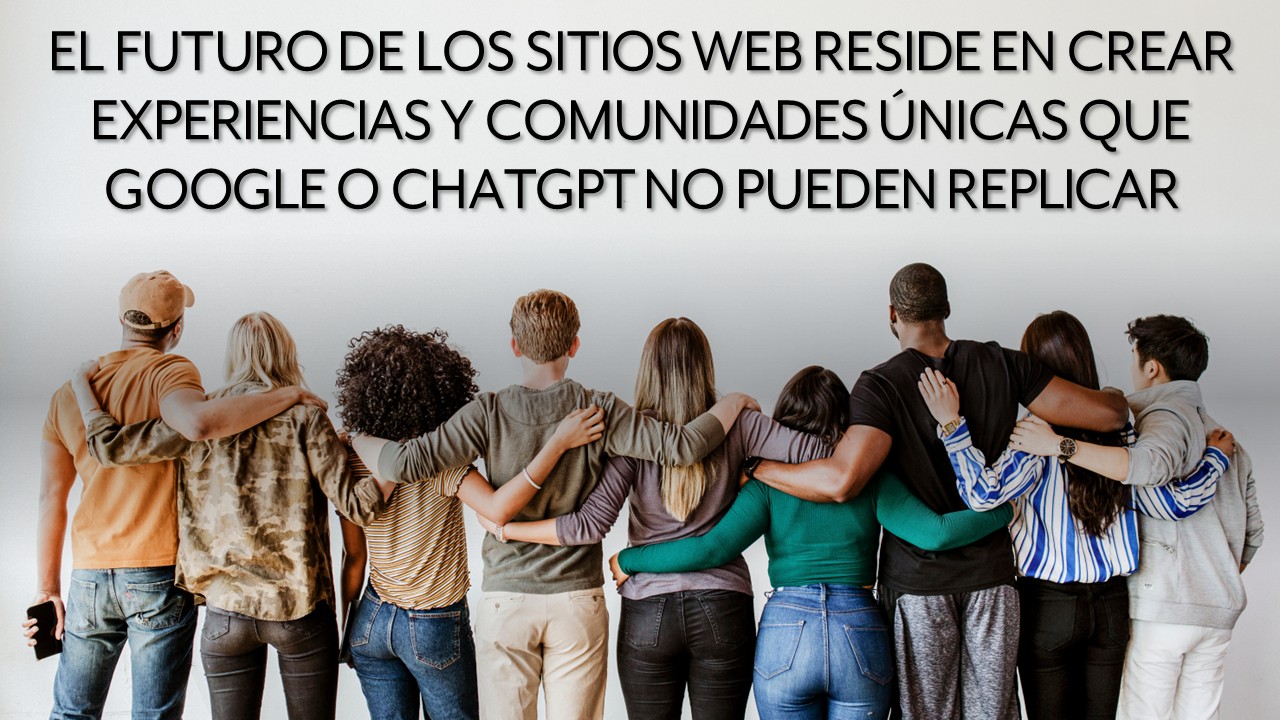 EL FUTURO DE LOS SITIOS WEB RESIDE EN CREAR
EXPERIENCIAS Y COMUNIDADES ÚNICAS QUE
GOOGLE O CHATGPT NO PUEDEN REPLICAR